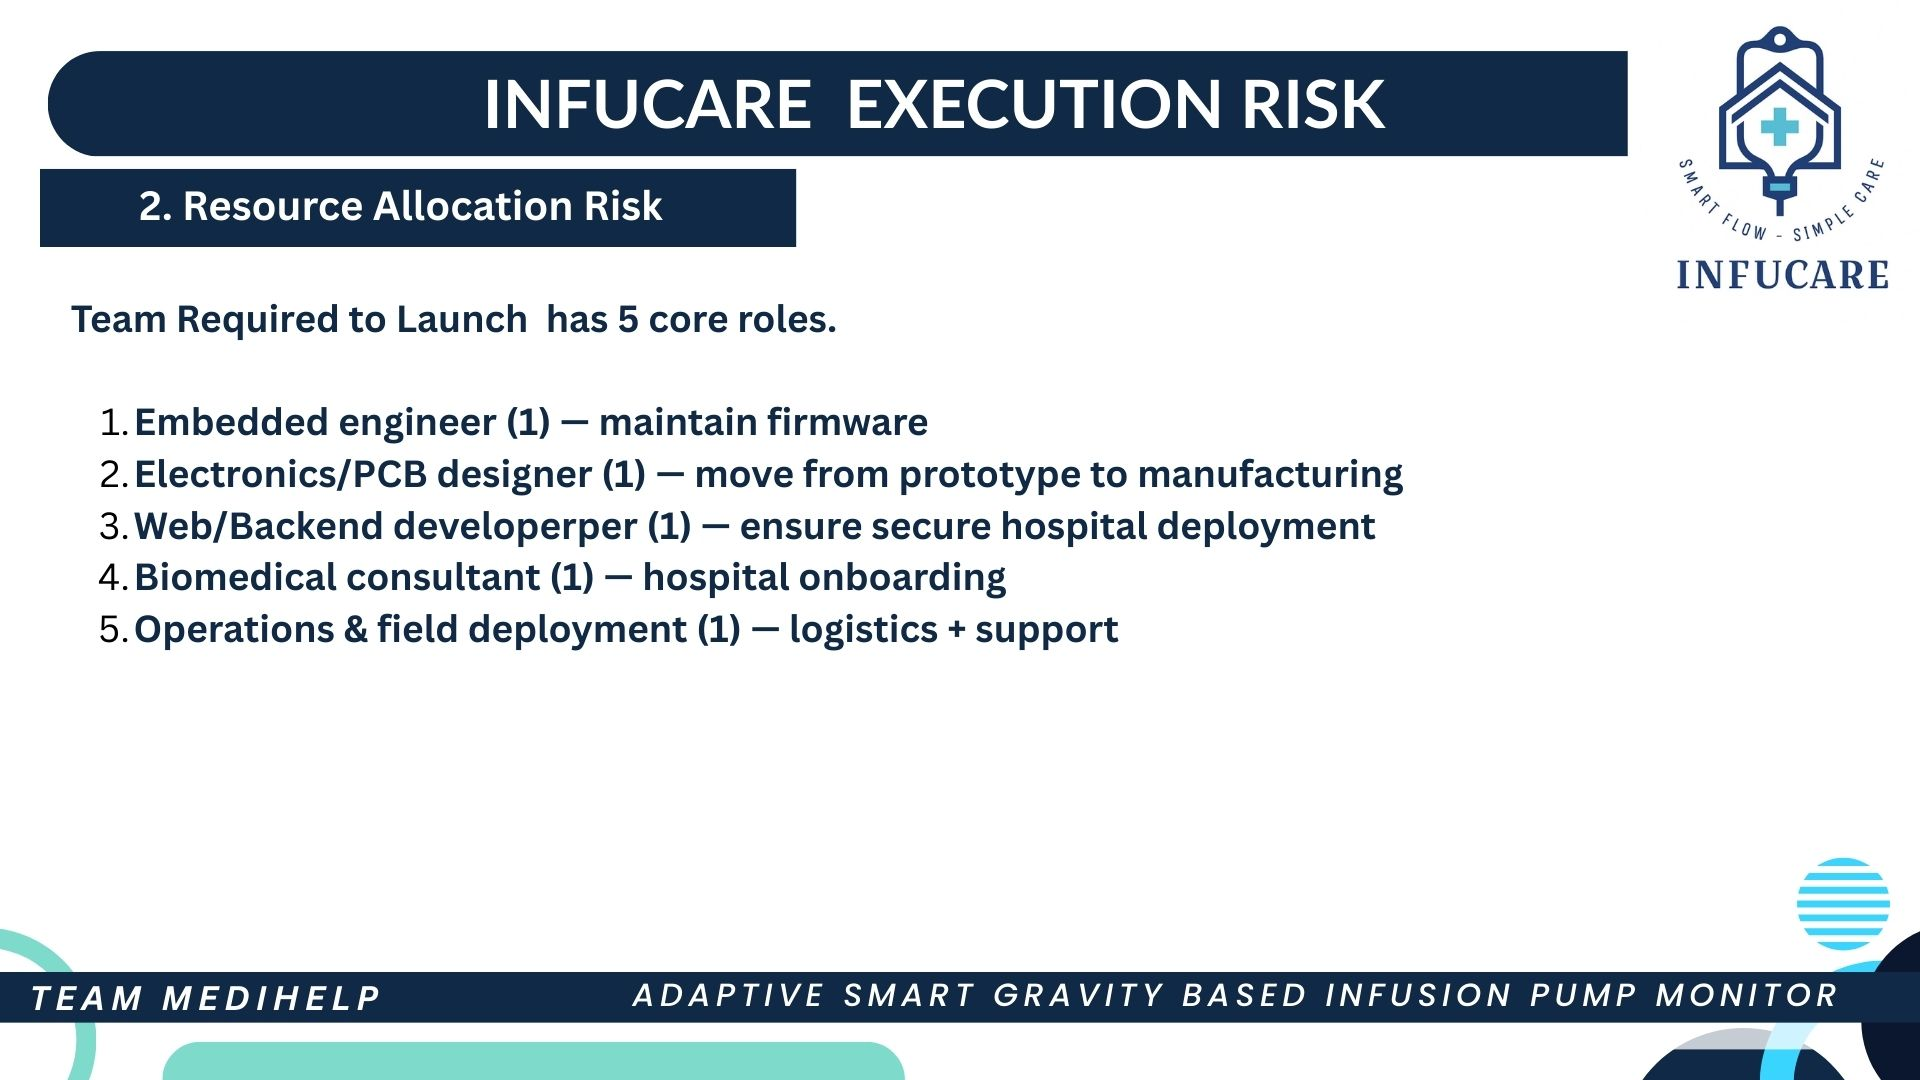 INFUCARE  EXECUTION RISK
2. Resource Allocation Risk
SMART FLOW - SIMPLE CARE
INFUCARE
Team Required to Launch  has 5 core roles.
1. Embedded engineer (1) — maintain firmware
2. Electronics/PCB designer (1) — move from prototype to manufacturing
3. Web/Backend developerper (1) — ensure secure hospital deployment
4. Biomedical consultant (1) — hospital onboarding
5. Operations & field deployment (1) — logistics + support
TEAM MEDIHELP
ADAPTIVE SMART GRAVITY BASED INFUSION PUMP MONITOR